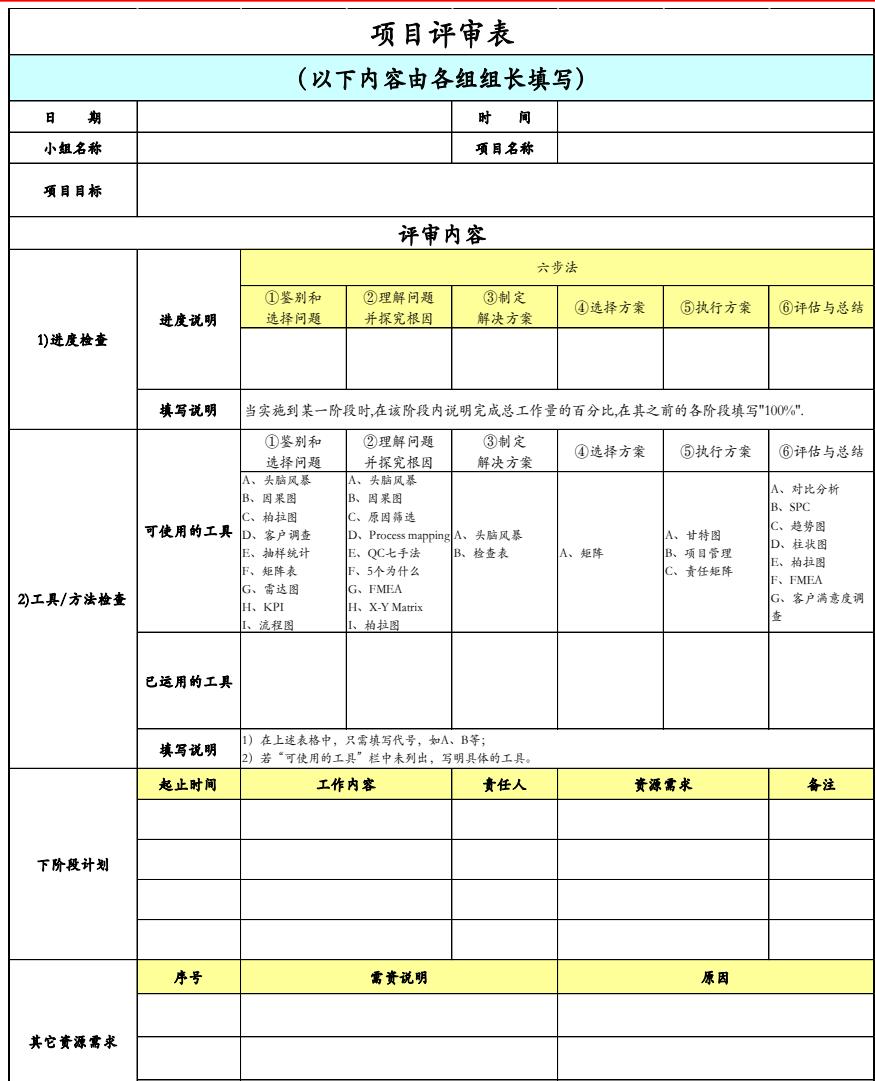 项目评审表
（以下内容由各组组长填写）
日 期 时 间
小组名称 项目名称
项目目标
评审内容
1)进度检查
进度说明
六步法
①鉴别和
选择问题
②理解问题
并探究根因
③制定
解决方案
④选择方案
⑤执行方案
⑥评估与总结
填写说明
当实施到某一阶段时,在该阶段内说明完成总工作量的百分比,在其之前的各阶段填写"100%".
2)工具/方法检查
①鉴别和
选择问题
②理解问题
并探究根因
③制定
解决方案
④选择方案
⑤执行方案
⑥评估与总结
可使用的工具
A、头脑风暴
B、因果图
C、柏拉图
D、客户调查
E、抽样统计
F、矩阵表
G、雷达图
H、KPI
I、流程图
A、头脑风暴
B、因果图
C、原因筛选
D、Process mapping
E、QC七手法
F、5个为什么
G、FMEA
H、X-Y Matrix
I、柏拉图
A、头脑风暴
B、检查表
A、矩阵
A、甘特图
B、项目管理
C、责任矩阵
A、对比分析
B、SPC
C、趋势图
D、柱状图
E、柏拉图
F、FMEA
G、客户满意度调
查
已运用的工具
填写说明
1）在上述表格中，只需填写代号，如A、B等；
2）若“可使用的工具”栏中未列出，写明具体的工具。
下阶段计划
起止时间 工作内容 责任人 资源需求 备注
其它资源需求
序号 需资说明 原因